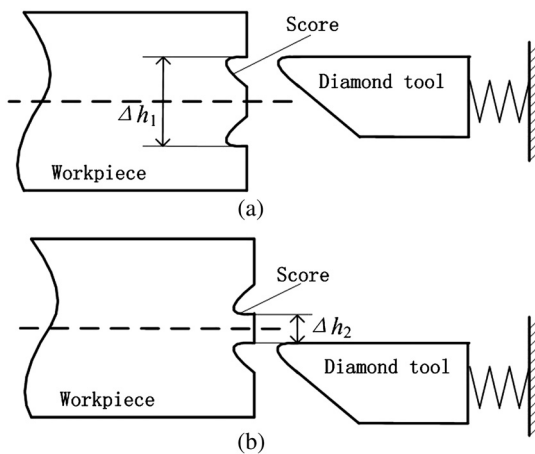 Score
Diamond tool
Δh₁
Workpiece
(a)
Score
Δh₂
Diamond tool
Workpiece
(b)